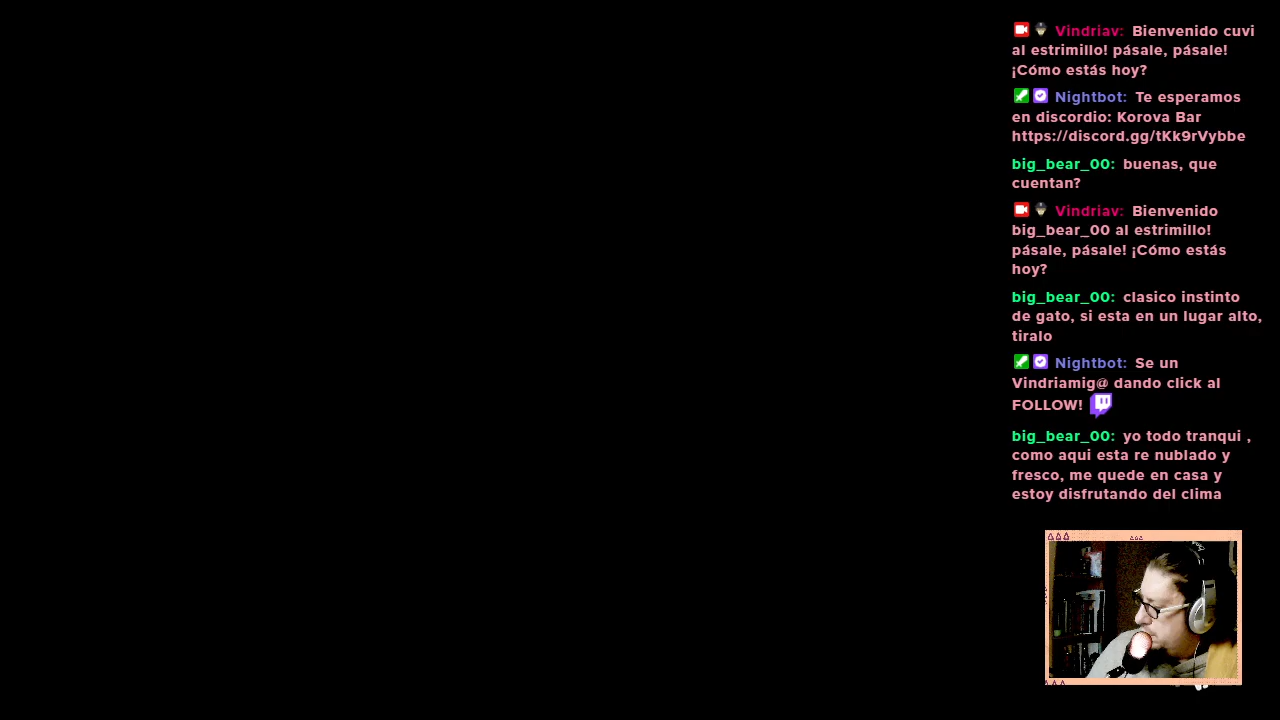 Vindriav: Bienvenido cuvi
al estrimillo! pásale, pásale!
¡Cómo estás hoy?
Nightbot: Te esperamos
en discordio: Korova Bar
https://discord.gg/tKk9rVybbe
big_bear_00: buenas, que
cuentan?
Vindriav: Bienvenido
big_bear_00 al estrimillo!
pásale, pásale! ¡Cómo estás
hoy?
big_bear_00: clasico instinto
de gato, si esta en un lugar alto,
tiralo
Nightbot: Se un
Vindriamig@ dando click al
FOLLOW!
big_bear_00: yo todo tranqui ,
como aqui esta re nublado y
fresco, me quede en casa y
estoy disfrutando del clima